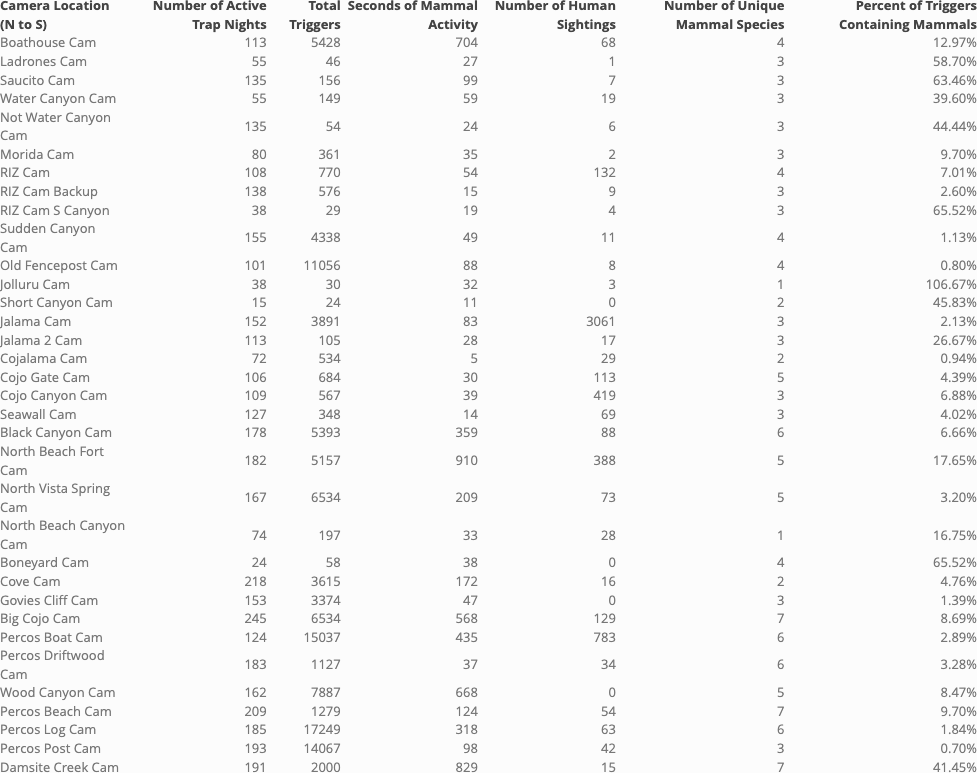 Camera Location Number of Active Total Seconds of Mammal Number of Human Number of Unique Percent of Triggers
(N to S) Trap Nights Triggers Activity Sightings Mammal Species Containing Mammals
Boathouse Cam 113 5428 704 68 4 12.97%
Ladrones Cam 55 46 27 1 3 58.70%
Saucito Cam 135 156 99 7 3 63.46%
Water Canyon Cam 55 149 59 19 3 39.60%
Not Water Canyon
Cam 135 54 24 6 3 44.44%
Morida Cam 80 361 35 2 3 9.70%
RIZ Cam 108 770 54 132 4 7.01%
RIZ Cam Backup 138 576 15 9 3 2.60%
RIZ Cam S Canyon 38 29 19 4 3 65.52%
Sudden Canyon
Cam 155 4338 49 11 4 1.13%
Old Fencepost Cam 101 11056 88 8 4 0.80%
Jolluru Cam 38 30 32 3 1 106.67%
Short Canyon Cam 15 24 11 0 2 45.83%
Jalama Cam 152 3891 83 3061 3 2.13%
Jalama 2 Cam 113 105 28 17 3 26.67%
Cojalama Cam 72 534 5 29 2 0.94%
Cojo Gate Cam 106 684 30 113 5 4.39%
Cojo Canyon Cam 109 567 39 419 3 6.88%
Seawall Cam 127 348 14 69 3 4.02%
Black Canyon Cam 178 5393 359 88 6 6.66%
North Beach Fort
Cam 182 5157 910 388 5 17.65%
North Vista Spring
Cam 167 6534 209 73 5 3.20%
North Beach Canyon
Cam 74 197 33 28 1 16.75%
Boneyard Cam 24 58 38 0 4 65.52%
Cove Cam 218 3615 172 16 2 4.76%
Govies Cliff Cam 153 3374 47 0 3 1.39%
Big Cojo Cam 245 6534 568 129 7 8.69%
Percos Boat Cam 124 15037 435 783 6 2.89%
Percos Driftwood
Cam 183 1127 37 34 6 3.28%
Wood Canyon Cam 162 7887 668 0 5 8.47%
Percos Beach Cam 209 1279 124 54 7 9.70%
Percos Log Cam 185 17249 318 63 6 1.84%
Percos Post Cam 193 14067 98 42 3 0.70%
Damsite Creek Cam 191 2000 829 15 7 41.45%